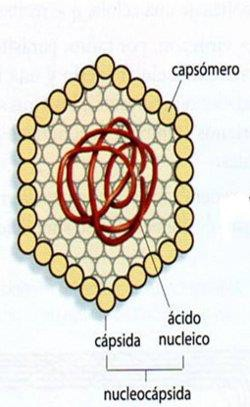 capsómero
ácido
cápsida nucleico
nucleocápsida